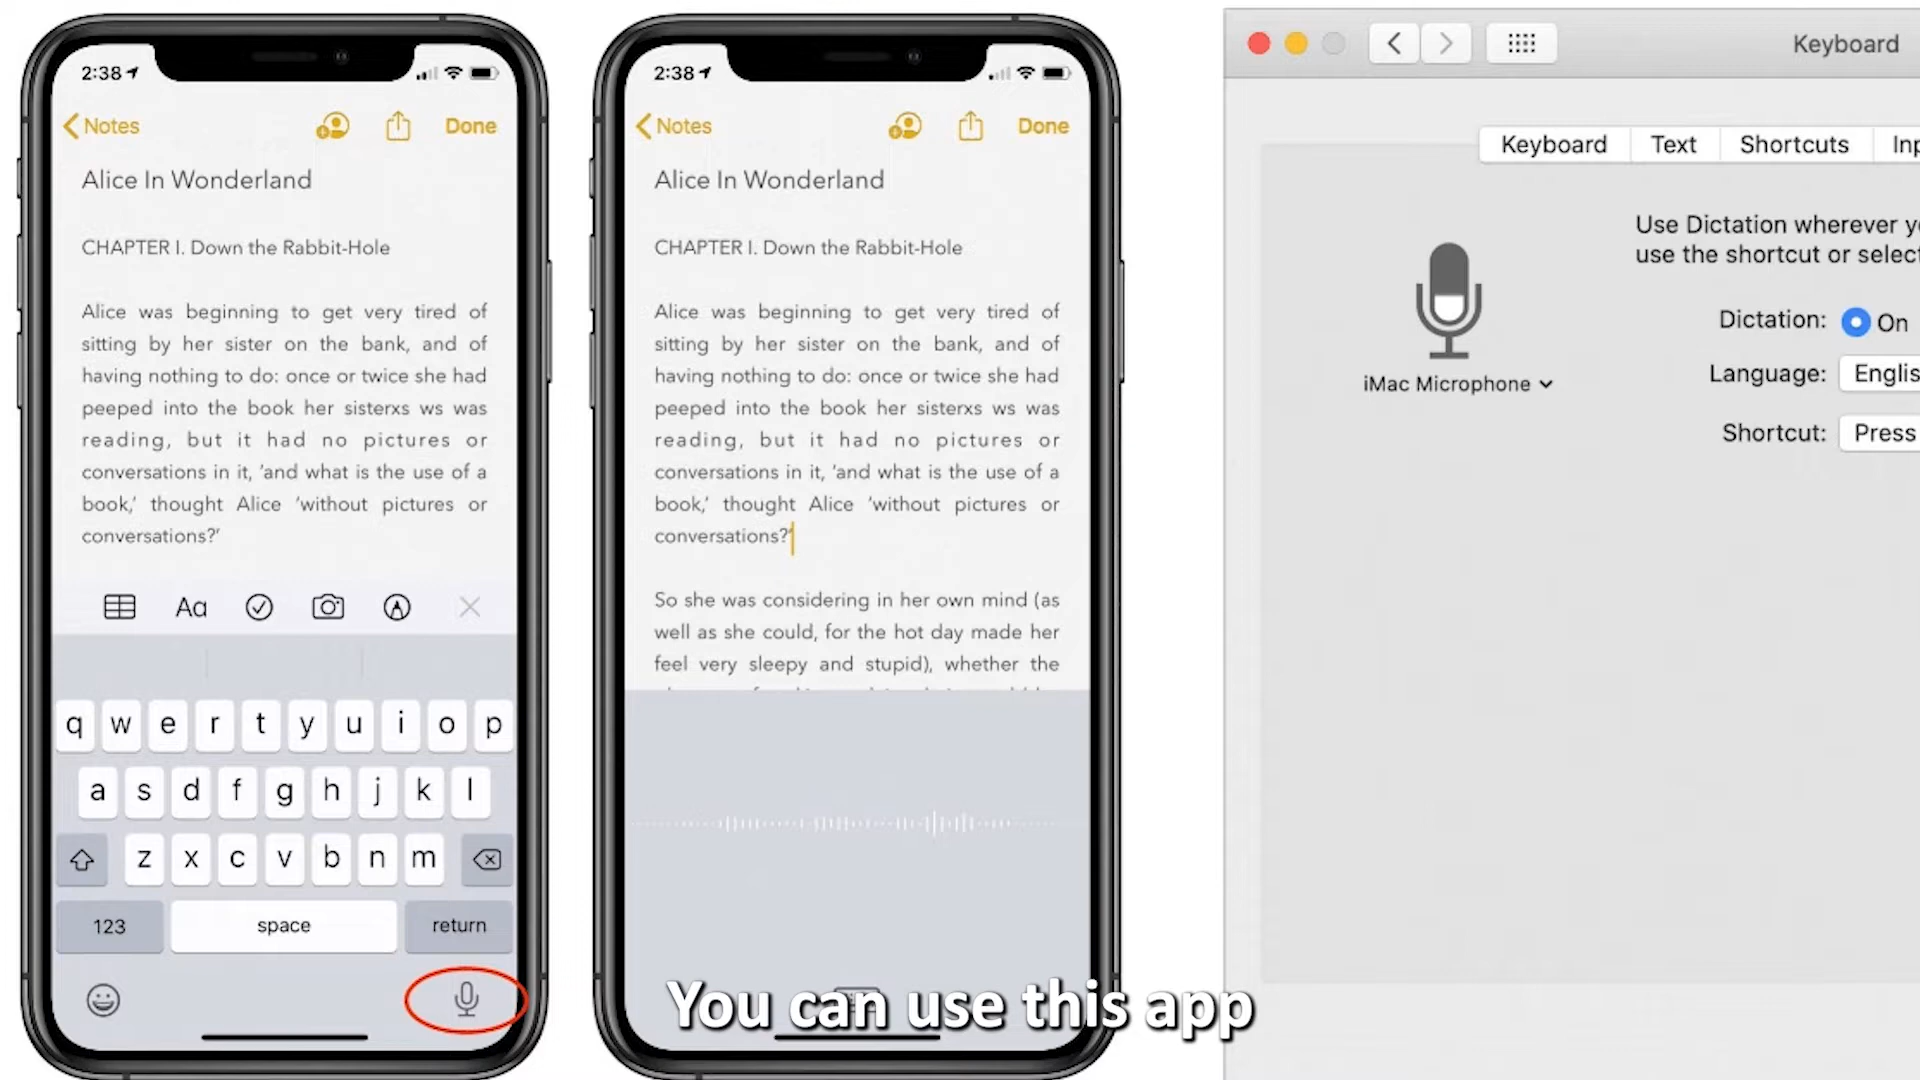 2:38
Notes
Done
Alice In Wonderland
CHAPTER I. Down the Rabbit-Hole
Alice was beginning to get very tired of
sitting by her sister on the bank, and of
having nothing to do: once or twice she had
peeped into the book her sisterxs ws was
reading, but it had no pictures or
conversations in it, ‘and what is the use of a
book,’ thought Alice ‘without pictures or
conversations?’
Aa
q w e r t y u i o p
a s d f g h j k l
z x c v b n m
123 space return
2:38
Notes
Done
Alice In Wonderland
CHAPTER I. Down the Rabbit-Hole
Alice was beginning to get very tired of
sitting by her sister on the bank, and of
having nothing to do: once or twice she had
peeped into the book her sisterxs ws was
reading, but it had no pictures or
conversations in it, ‘and what is the use of a
book,’ thought Alice ‘without pictures or
conversations?’
So she was considering in her own mind (as
well as she could, for the hot day made her
feel very sleepy and stupid), whether the
Keyboard
Keyboard Text Shortcuts Inp
Use Dictation wherever yo
use the shortcut or select
iMac Microphone
Dictation: On
Language: Englis
Shortcut: Press
You can use this app